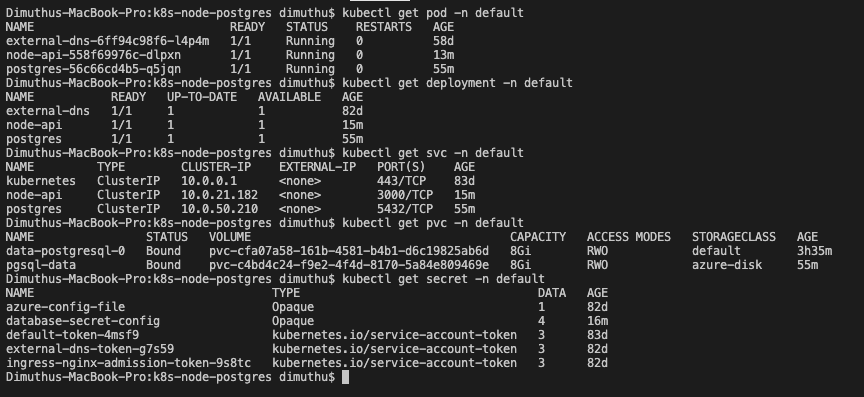 Dimuthus-MacBook-Pro:k8s-node-postgres dimuthu$ kubectl get pod -n default
NAME READY STATUS RESTARTS AGE
external-dns-6ff94c98f6-l4p4m 1/1 Running 0 58d
node-api-558f69976c-dlpxn 1/1 Running 0 13m
postgres-56c66cd4b5-q5jqn 1/1 Running 0 55m
Dimuthus-MacBook-Pro:k8s-node-postgres dimuthu$ kubectl get deployment -n default
NAME READY UP-TO-DATE AVAILABLE AGE
external-dns 1/1 1 1 82d
node-api 1/1 1 1 15m
postgres 1/1 1 1 55m
Dimuthus-MacBook-Pro:k8s-node-postgres dimuthu$ kubectl get svc -n default
NAME TYPE CLUSTER-IP EXTERNAL-IP PORT(S) AGE
kubernetes ClusterIP 10.0.0.1 <none> 443/TCP 83d
node-api ClusterIP 10.0.21.182 <none> 3000/TCP 15m
postgres ClusterIP 10.0.50.210 <none> 5432/TCP 55m
Dimuthus-MacBook-Pro:k8s-node-postgres dimuthu$ kubectl get pvc -n default
NAME STATUS VOLUME CAPACITY ACCESS MODES STORAGECLASS AGE
data-postgresql-0 Bound pvc-cfa07a58-161b-4581-b4b1-d6c19825ab6d 8Gi RWO default 3h35m
pgsql-data Bound pvc-c4bd4c24-f9e2-4f4d-8170-5a84e809469e 8Gi RWO azure-disk 55m
Dimuthus-MacBook-Pro:k8s-node-postgres dimuthu$ kubectl get secret -n default
NAME TYPE DATA AGE
azure-config-file Opaque 1 82d
database-secret-config Opaque 4 16m
default-token-4msf9 kubernetes.io/service-account-token 3 83d
external-dns-token-g7s59 kubernetes.io/service-account-token 3 82d
ingress-nginx-admission-token-9s8tc kubernetes.io/service-account-token 3 82d
Dimuthus-MacBook-Pro:k8s-node-postgres dimuthu$